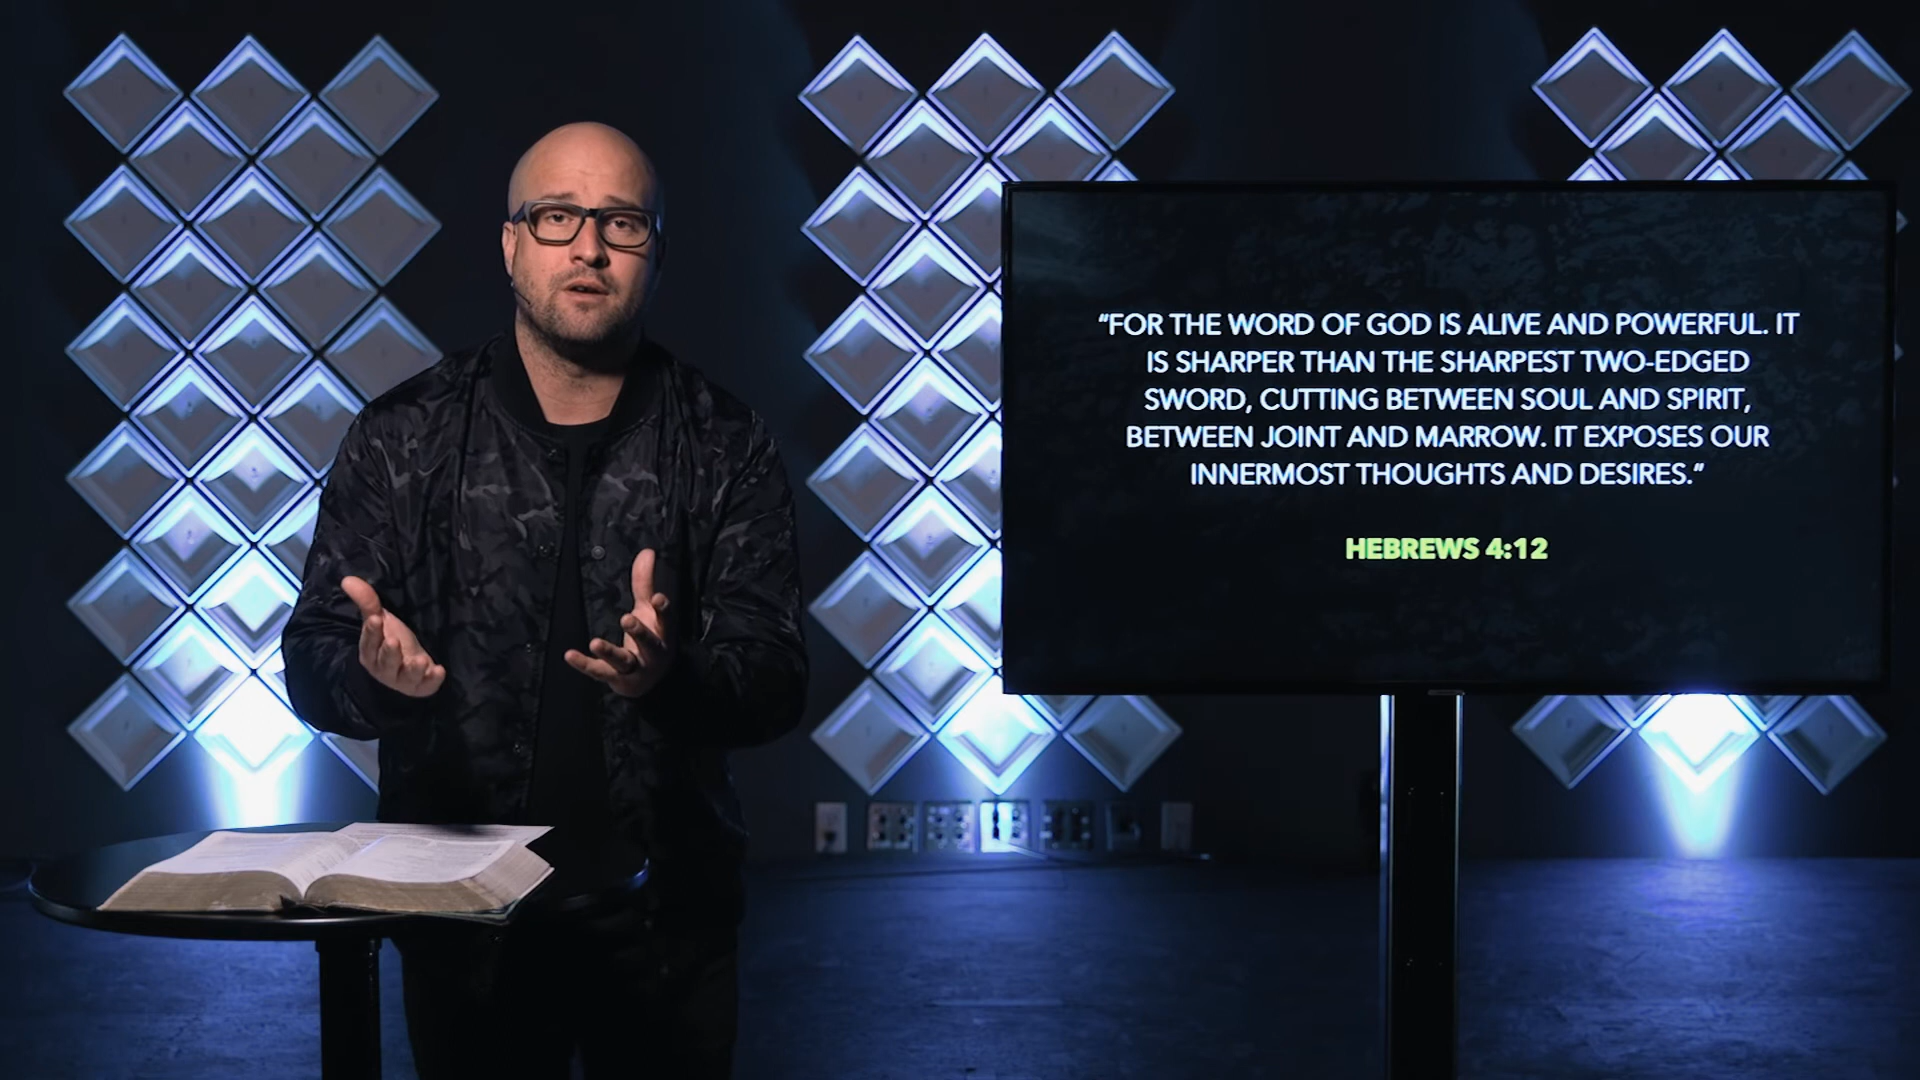 “FOR THE WORD OF GOD IS ALIVE AND POWERFUL. IT
IS SHARPER THAN THE SHARPEST TWO-EDGED
SWORD, CUTTING BETWEEN SOUL AND SPIRIT,
BETWEEN JOINT AND MARROW. IT EXPOSES OUR
INNERMOST THOUGHTS AND DESIRES.”
HEBREWS 4:12